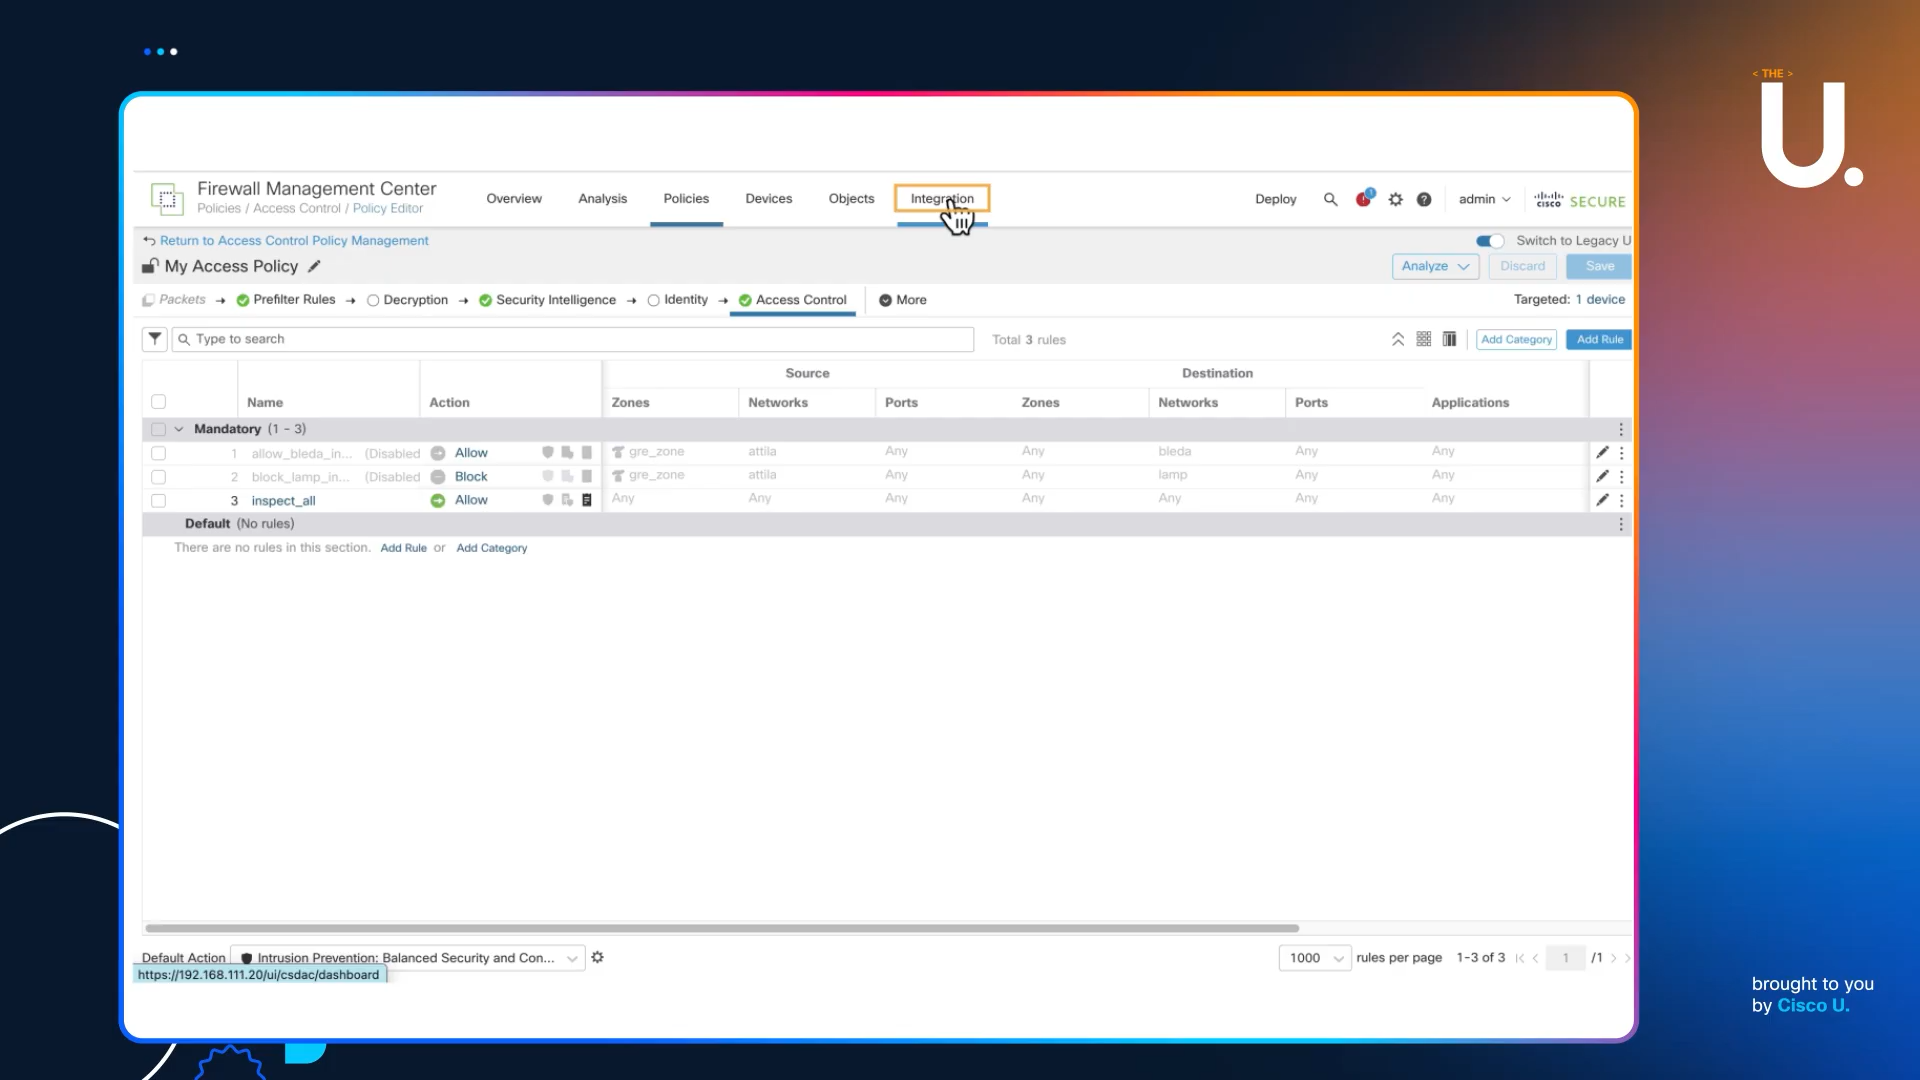 < THE >
U.
Firewall Management Center
Policies / Access Control / Policy Editor
Overview Analysis Policies Devices Objects Integration
Deploy 1 admin cisco SECURE
Return to Access Control Policy Management
Switch to Legacy U
My Access Policy
Analyze Discard Save
Packets Prefilter Rules Decryption Security Intelligence Identity Access Control More
Targeted: 1 device
Type to search
Total 3 rules
Add Category Add Rule
Source Destination
Name Action Zones Networks Ports Zones Networks Ports Applications
Mandatory (1 - 3)
1 allow_bleda_in... (Disabled Allow gre_zone attila Any Any bleda Any Any
2 block_lamp_in... (Disabled Block gre_zone attila Any Any lamp Any Any
3 inspect_all Allow Any Any Any Any Any Any Any
Default (No rules)
There are no rules in this section. Add Rule or Add Category
Default Action Intrusion Prevention: Balanced Security and Con...
1000 rules per page 1-3 of 3 1 /1
https://192.168.111.20/ui/csdac/dashboard
brought to you
by Cisco U.